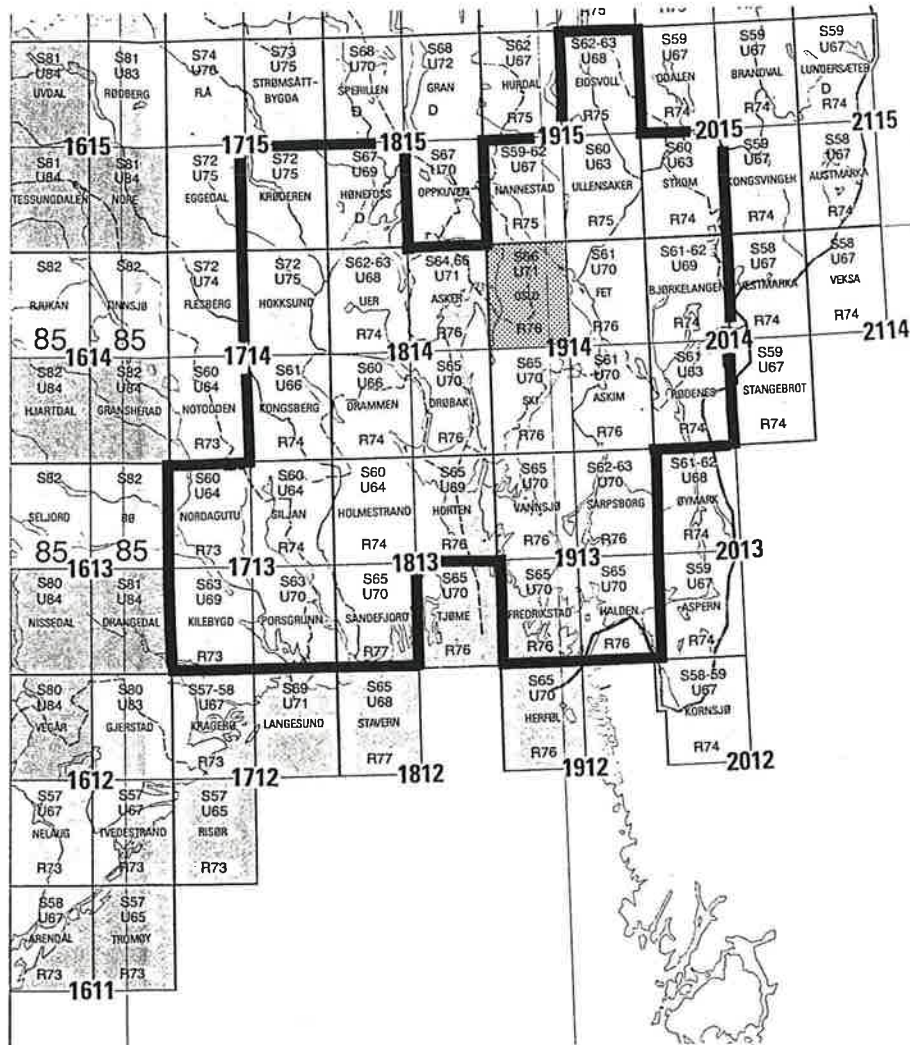 R75
S81
U84
UVDAL
S81
U83
RØDBERG
S74
U76
FLÅ
S73
U75
STRØMSÅTT-
BYGDA
S68
U70
SPERILLEN
D
S68
U72
GRAN
D
S62
U67
HURDAL
R75
S62-63
U68
EIDSVOLL
R75
S59
U67
ODALEN
R74
S59
U67
BRANDVAL
R74
S59
U67
LUNDERSÆTER
D
R74
1615
1715
1815
1915
2015
2115
S81
U84
TESSUNGDALEN
S81
U84
NORE
S72
U75
EGGEDAL
S72
U75
KRØDEREN
S67
U69
HØNEFOSS
D
S67
U70
OPPKUVEN
S59-62
U67
NANNESTAD
R75
S60
U63
ULLENSAKER
R75
S60
U63
STRØM
R74
S59
U67
KONGSVINGER
R74
S58
U67
AUSTMARKA
R74
S82
RJUKAN
85
S82
TINNSJØ
85
S72
U74
FLESBERG
S72
U75
HOKKSUND
S62-63
U68
LIER
R74
S64,66
U71
ASKER
R76
S66
U71
OSLO
R76
S61
U70
FET
R76
S61-62
U69
BJØRKELANGEN
R74
S58
U67
VESTMARKA
R74
S58
U67
VEKSA
R74
1614
1714
1814
1914
2014
2114
S82
U84
HJARTDAL
S82
U84
GRANSHERAD
S60
U64
NOTODDEN
R73
S61
U66
KONGSBERG
R74
S60
U66
DRAMMEN
R74
S65
U70
DRØBAK
R76
S65
U70
SKI
R76
S61
U70
ASKIM
R76
S61
U63
RØDENES
R74
S59
U67
STANGEBROT
R74
S82
SELJORD
85
S82
BØ
85
S60
U64
NORDAGUTU
R73
S60
U64
SILJAN
R74
S60
U64
HOLMESTRAND
R74
S65
U69
HORTEN
R76
S65
U70
VANNSJØ
R76
S62-63
U70
SARPSBORG
R76
S61-62
U68
ØYMARK
R74
1613
1713
1813
1913
2013
S80
U84
NISSEDAL
S81
U84
DRANGEDAL
S63
U69
KILEBYGD
R73
S63
U70
PORSGRUNN
S65
U70
SANDEFJORD
R77
S65
U70
TJØME
R76
S65
U70
FREDRIKSTAD
R76
S65
U70
HALDEN
R76
S59
U67
ASPERN
R74
S80
U84
VEGÅR
S80
U83
GJERSTAD
S57-58
U67
KRAGERØ
R73
S69
U71
LANGESUND
S65
U68
STAVERN
R77
S65
U70
HERFØL
R76
S58-59
U67
KORNSJØ
R74
1612
1712
1812
1912
2012
S57
U67
NELAUG
R73
S57
U67
TVEDESTRAND
R73
S57
U65
RISØR
R73
S58
U67
ARENDAL
R73
S57
U65
TROMØY
R73
1611